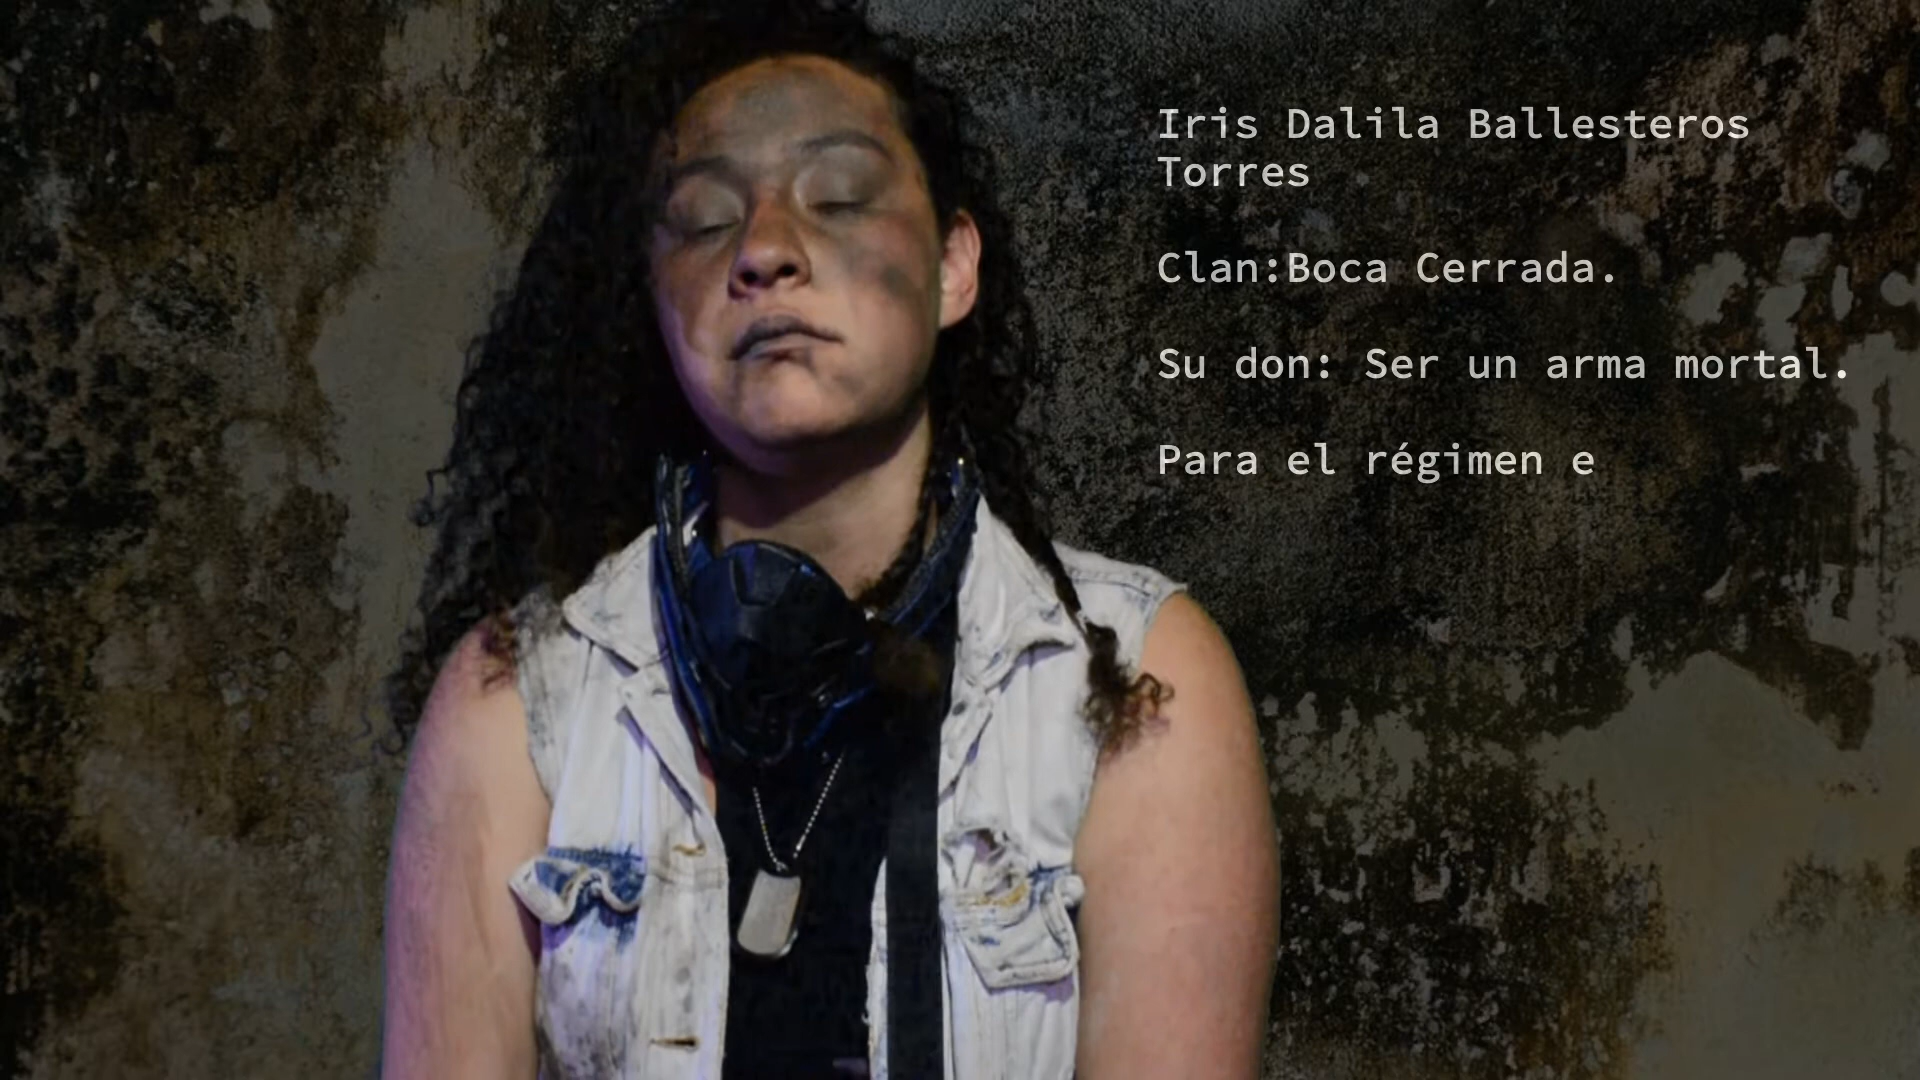 Iris Dalila Ballesteros
Torres
Clan:Boca Cerrada.
Su don: Ser un arma mortal.
Para el régimen e